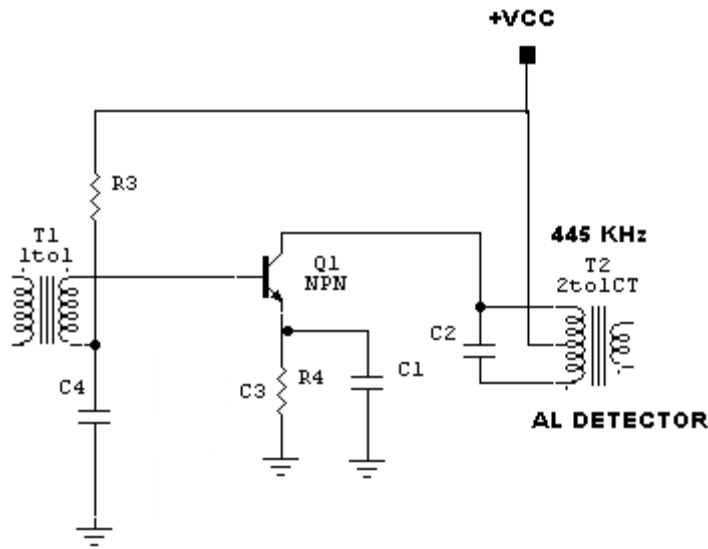 +VCC
R3
T1
1to1
Q1
NPN
445 KHz
T2
2to1CT
C2
C4
C3
R4
C1
AL DETECTOR